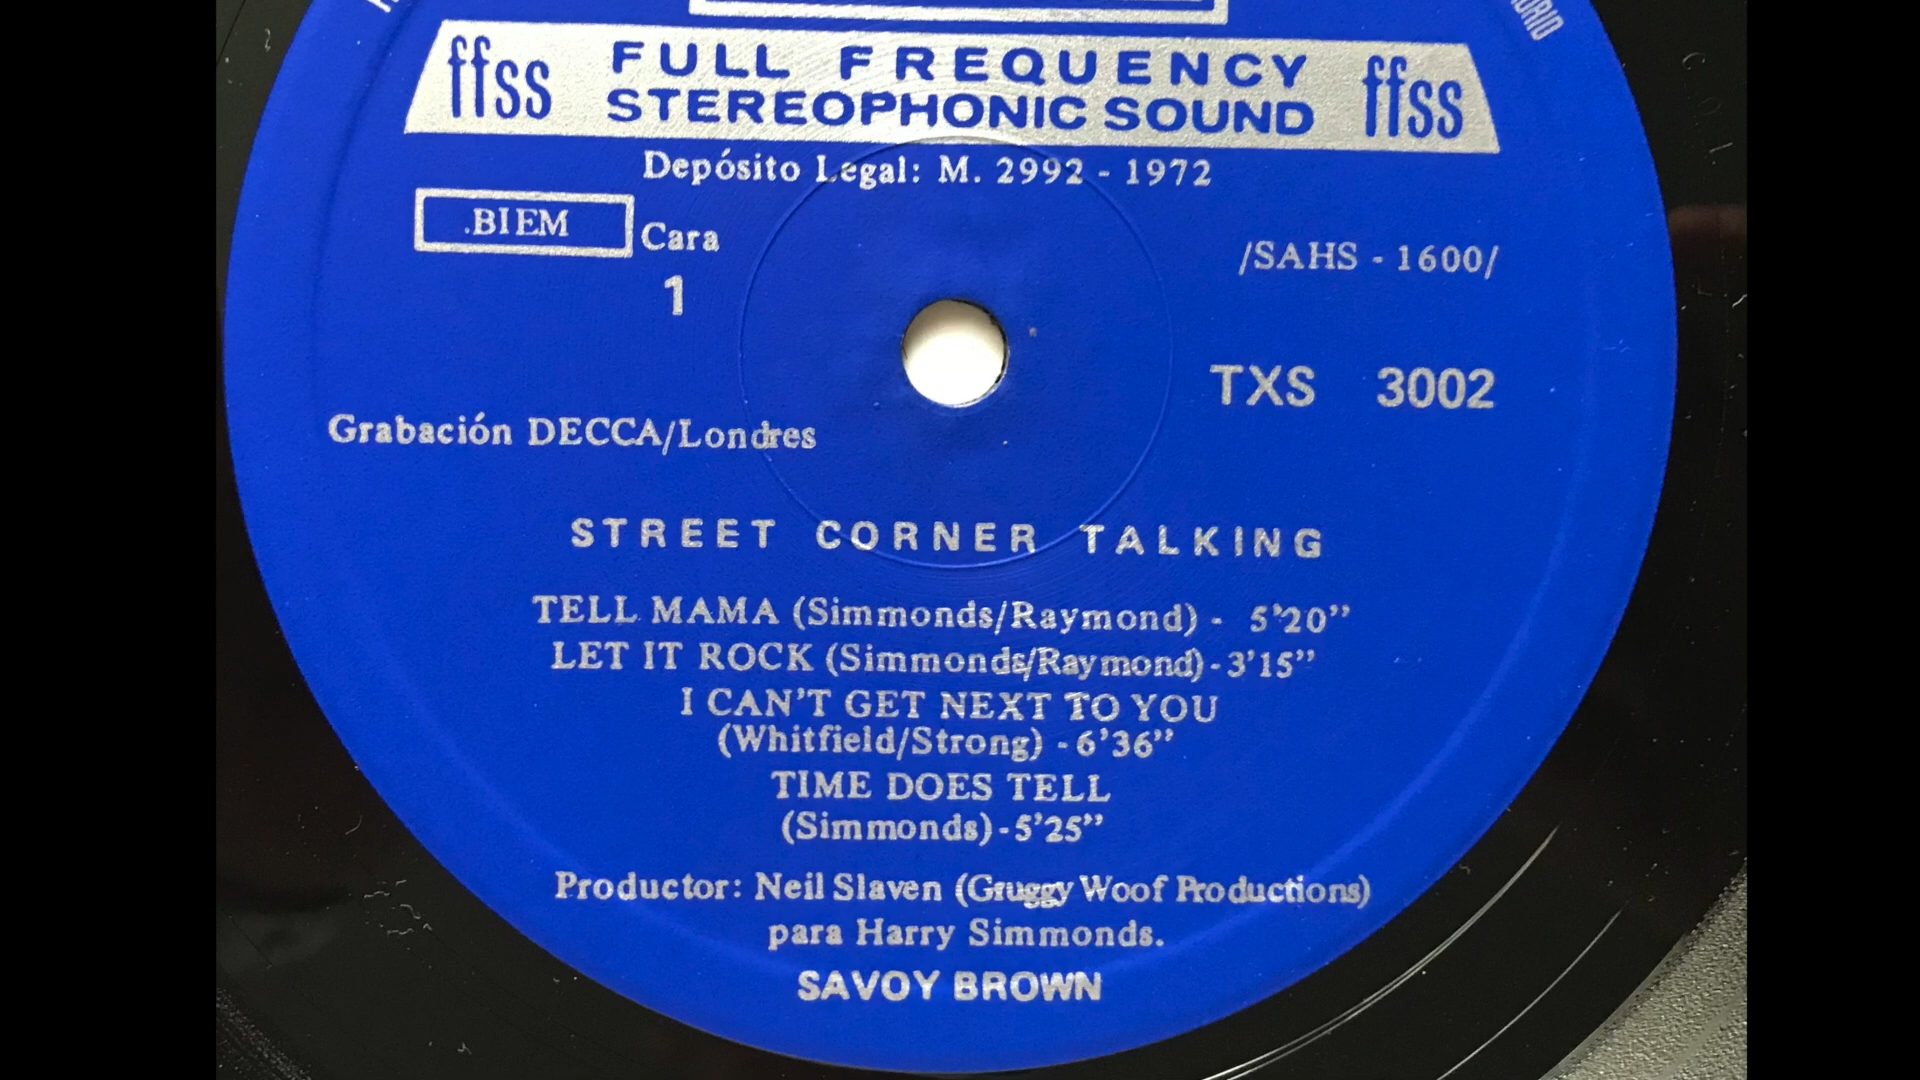 ffss FULL FREQUENCY STEREOPHONIC SOUND ffss
Depósito Legal: M. 2992 - 1972
.BIEM
Cara
1
/SAHS - 1600/
TXS 3002
Grabación DECCA/Londres
STREET CORNER TALKING
TELL MAMA (Simmonds/Raymond) - 5'20''
LET IT ROCK (Simmonds/Raymond) - 3'15''
I CAN'T GET NEXT TO YOU
(Whitfield/Strong) - 6'36''
TIME DOES TELL
(Simmonds) - 5'25''
Productor: Neil Slaven (Gruggy Woof Productions)
para Harry Simmonds.
SAVOY BROWN